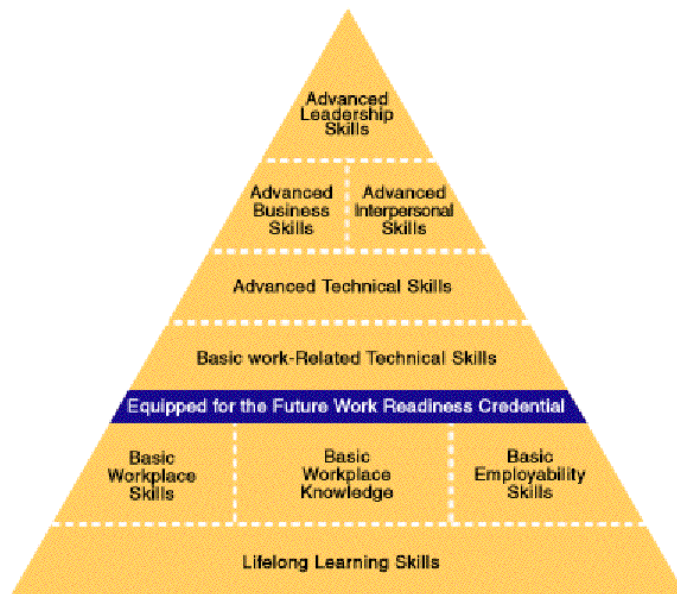 Advanced
Leadership
Skills
Advanced
Business
Skills
Advanced
Interpersonal
Skills
Advanced Technical Skills
Basic work-Related Technical Skills
Equipped for the Future Work Readiness Credential
Basic
Workplace
Skills
Basic
Workplace
Knowledge
Basic
Employability
Skills
Lifelong Learning Skills